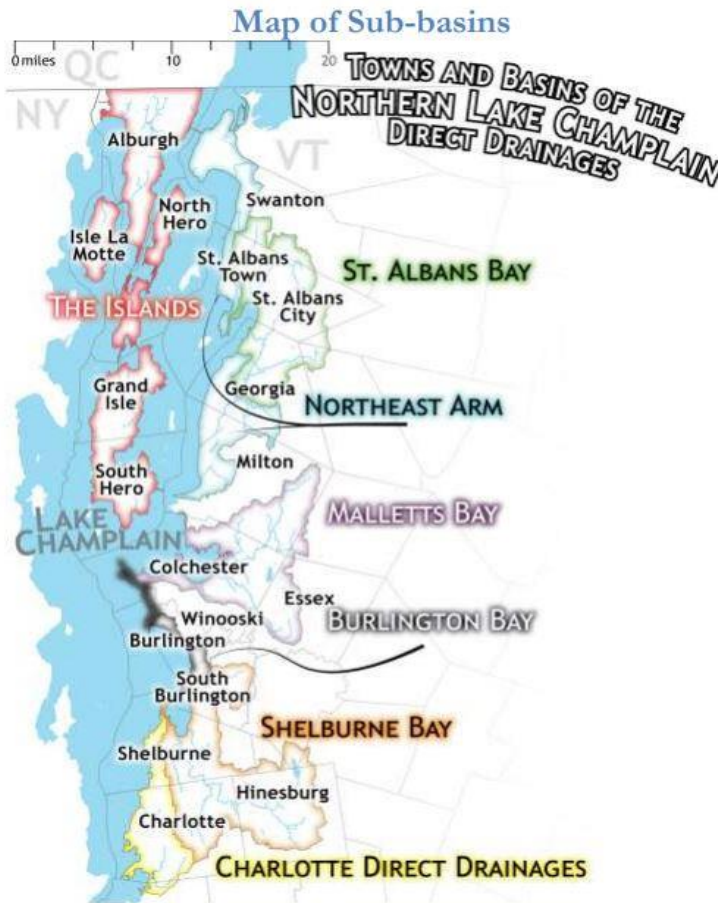 Map of Sub-basins
0 miles 10 20
QC
NY
VT
TOWNS AND BASINS OF THE
NORTHERN LAKE CHAMPLAIN
DIRECT DRAINAGES
Alburgh
North
Hero
Swanton
Isle La
Motte
St. Albans
Town
ST. ALBANS BAY
THE ISLANDS
St. Albans
City
Grand
Isle
Georgia
NORTHEAST ARM
Milton
South
Hero
MALLETTS BAY
LAKE
CHAMPLAIN
Colchester
Essex
Winooski
BURLINGTON BAY
Burlington
South
Burlington
SHELBURNE BAY
Shelburne
Hinesburg
Charlotte
CHARLOTTE DIRECT DRAINAGES